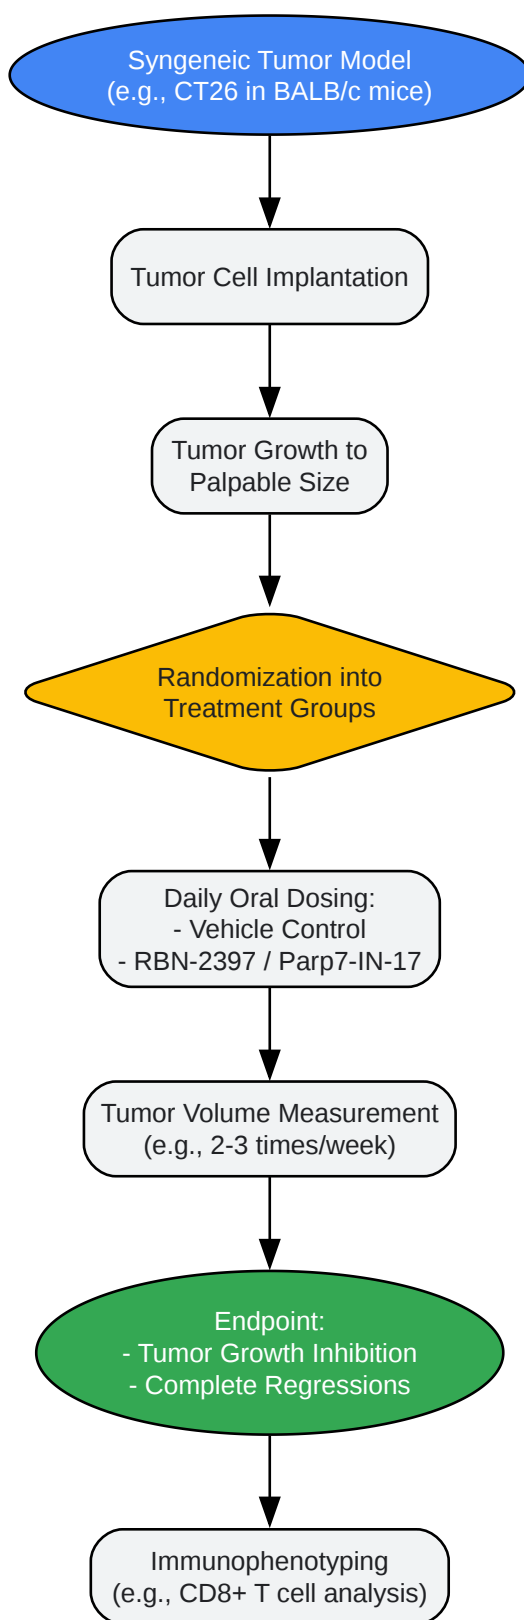 Syngeneic Tumor Model
(e.g., CT26 in BALB/c mice)
Tumor Cell Implantation
Tumor Growth to
Palpable Size
Randomization into
Treatment Groups
Daily Oral Dosing:
- Vehicle Control
- RBN-2397 / Parp7-IN-17
Tumor Volume Measurement
(e.g., 2-3 times/week)
Endpoint:
- Tumor Growth Inhibition
- Complete Regressions
Immunophenotyping
(e.g., CD8+ T cell analysis)